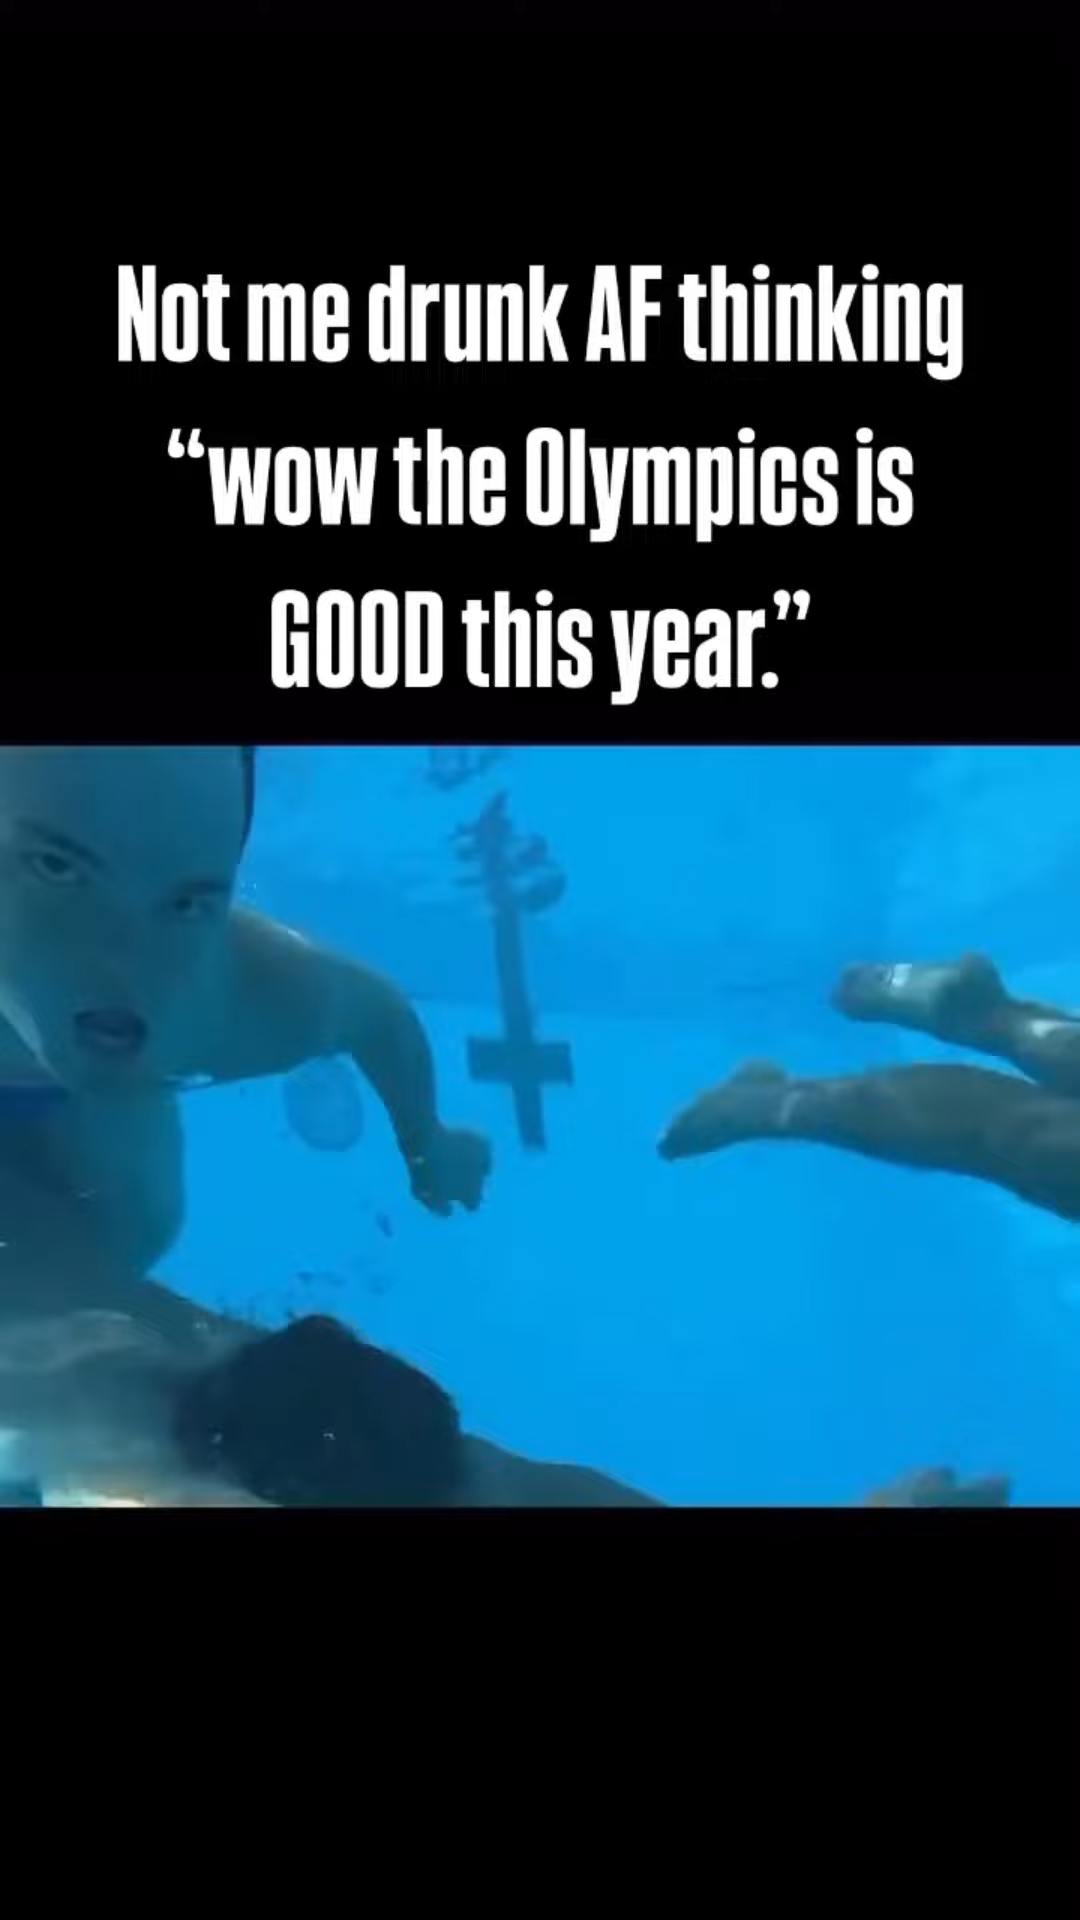 Not me drunk AF thinking
“wow the Olympics is
GOOD this year.”